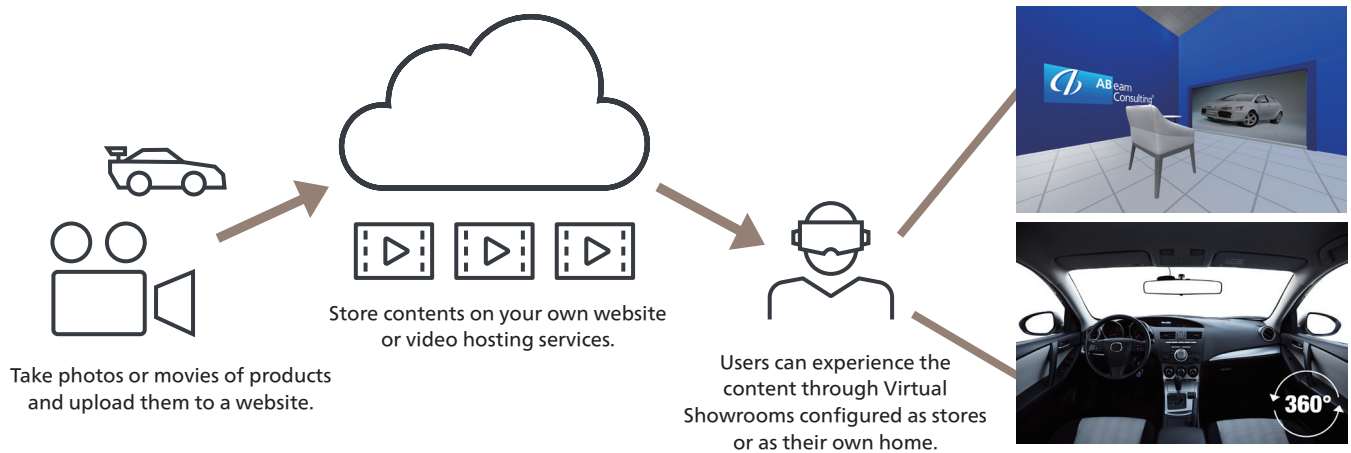 Take photos or movies of products
and upload them to a website.
Store contents on your own website
or video hosting services.
Users can experience the
content through Virtual
Showrooms configured as stores
or as their own home.
ABeam
Consulting®
360°